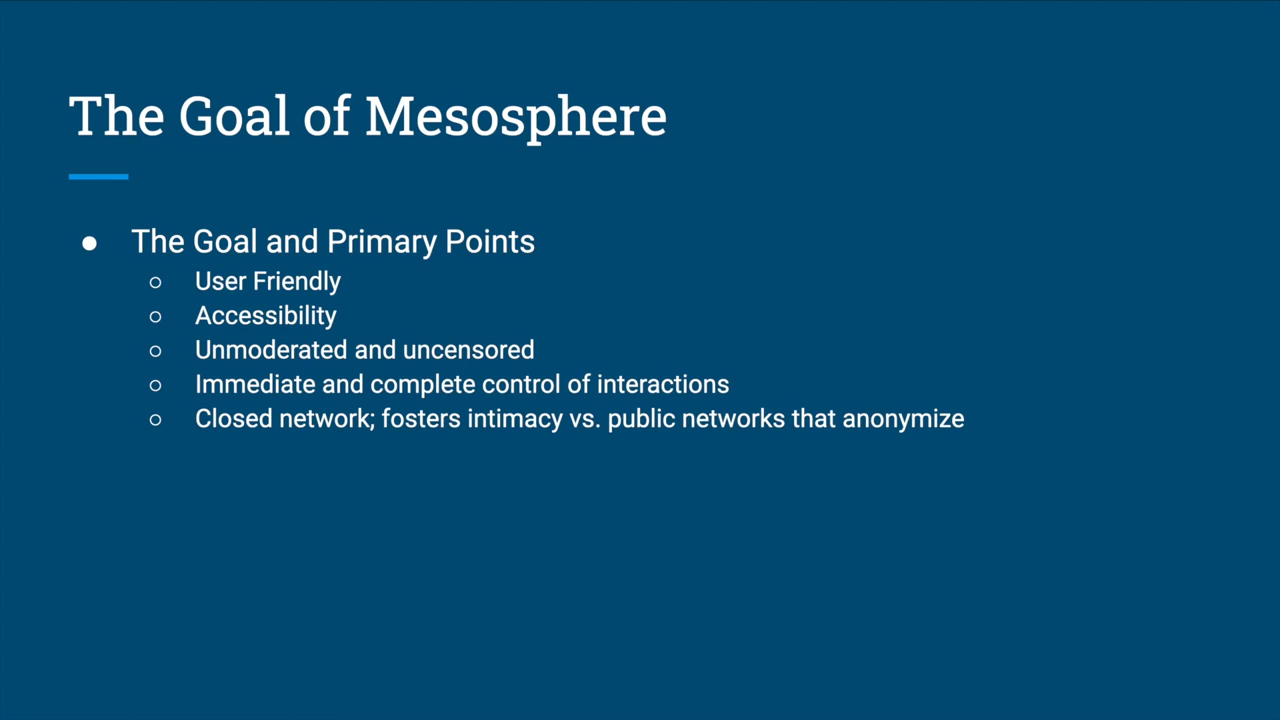 The Goal of Mesosphere
● The Goal and Primary Points
○ User Friendly
○ Accessibility
○ Unmoderated and uncensored
○ Immediate and complete control of interactions
○ Closed network; fosters intimacy vs. public networks that anonymize